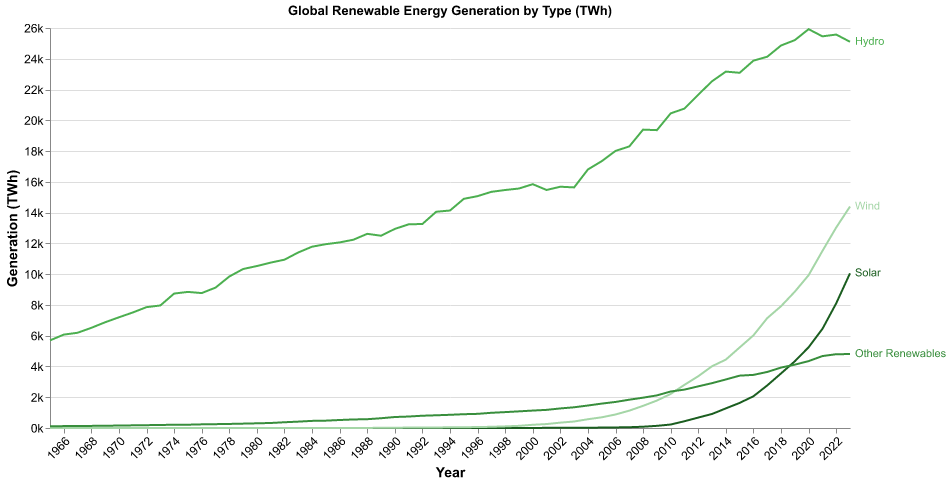 Global Renewable Energy Generation by Type (TWh)
26k
24k
22k
20k
18k
16k
14k
12k
10k
8k
6k
4k
2k
0k
Generation (TWh)
Hydro
Wind
Solar
Other Renewables
1966
1968
1970
1972
1974
1976
1978
1980
1982
1984
1986
1988
1990
1992
1994
1996
1998
2000
2002
2004
2006
2008
2010
2012
2014
2016
2018
2020
2022
Year